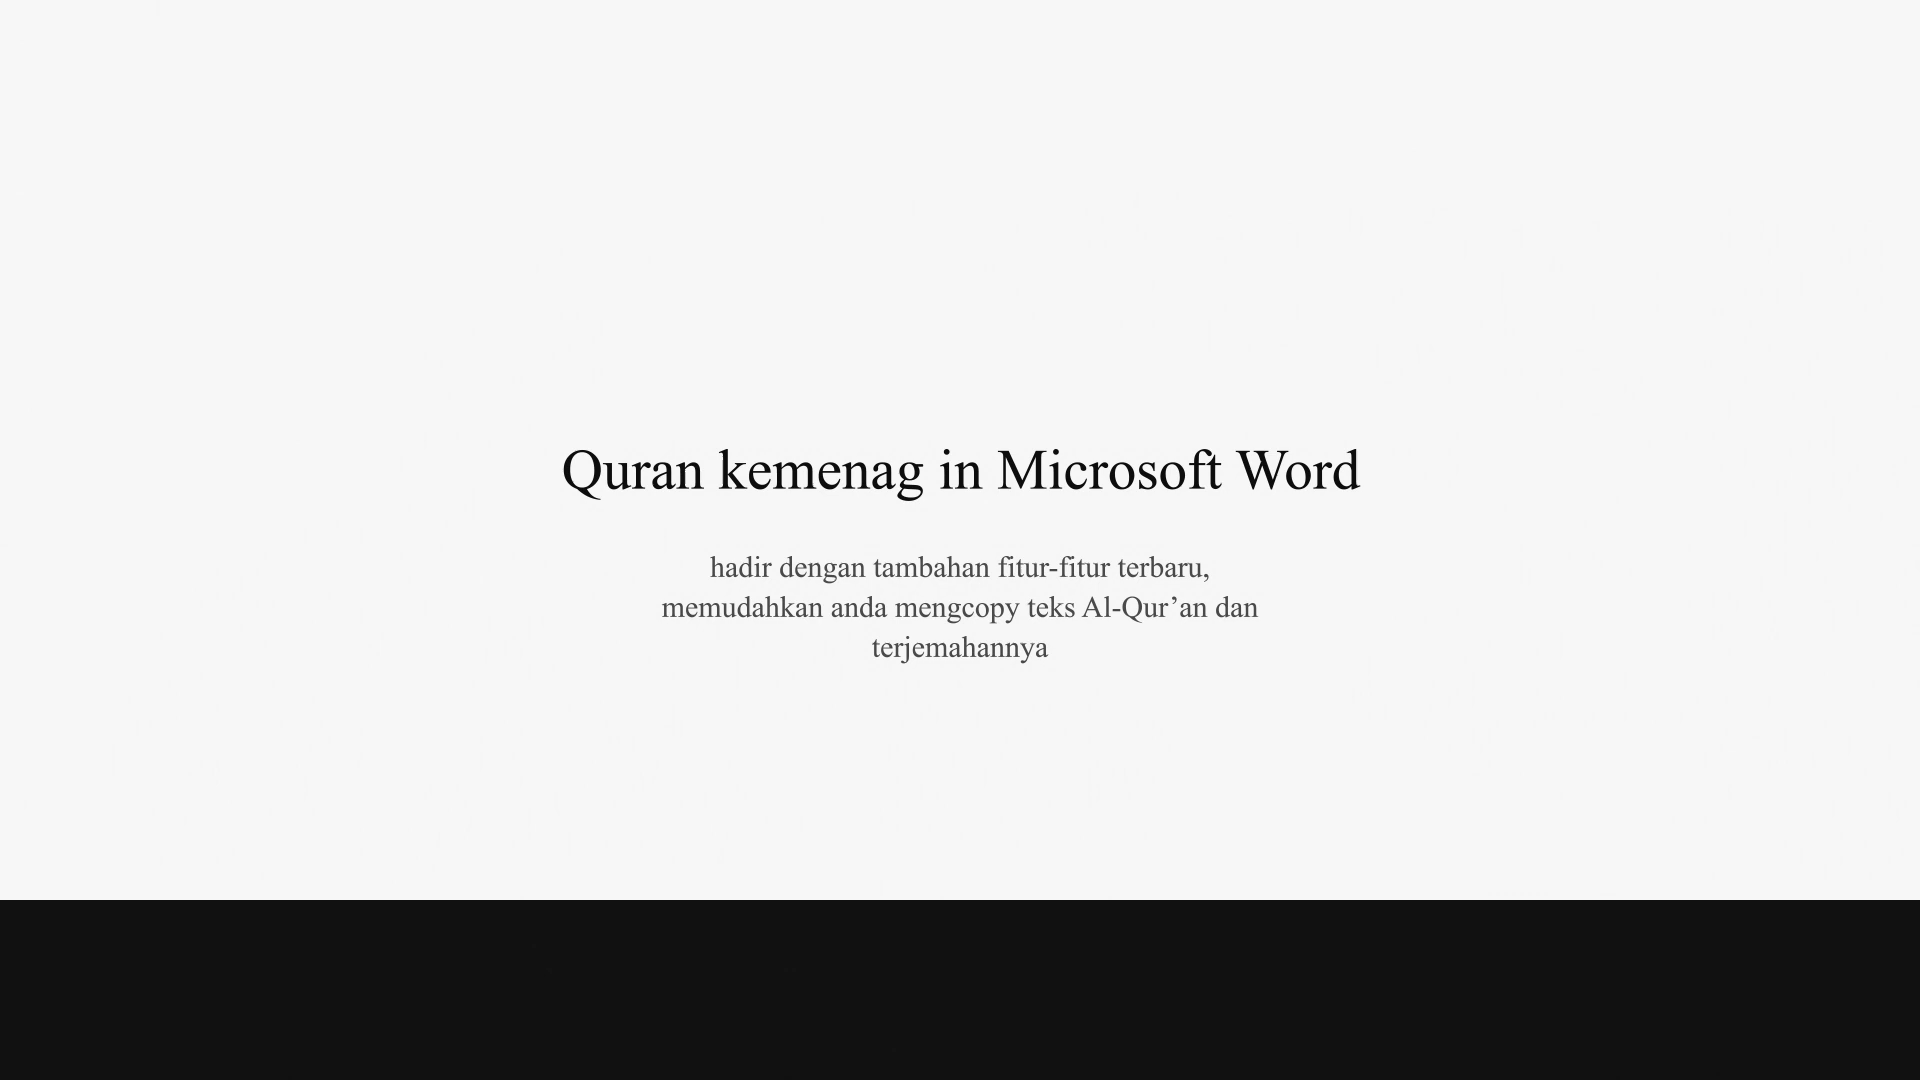 Quran kemenag in Microsoft Word
hadir dengan tambahan fitur-fitur terbaru,
memudahkan anda mengcopy teks Al-Qur’an dan
terjemahannya